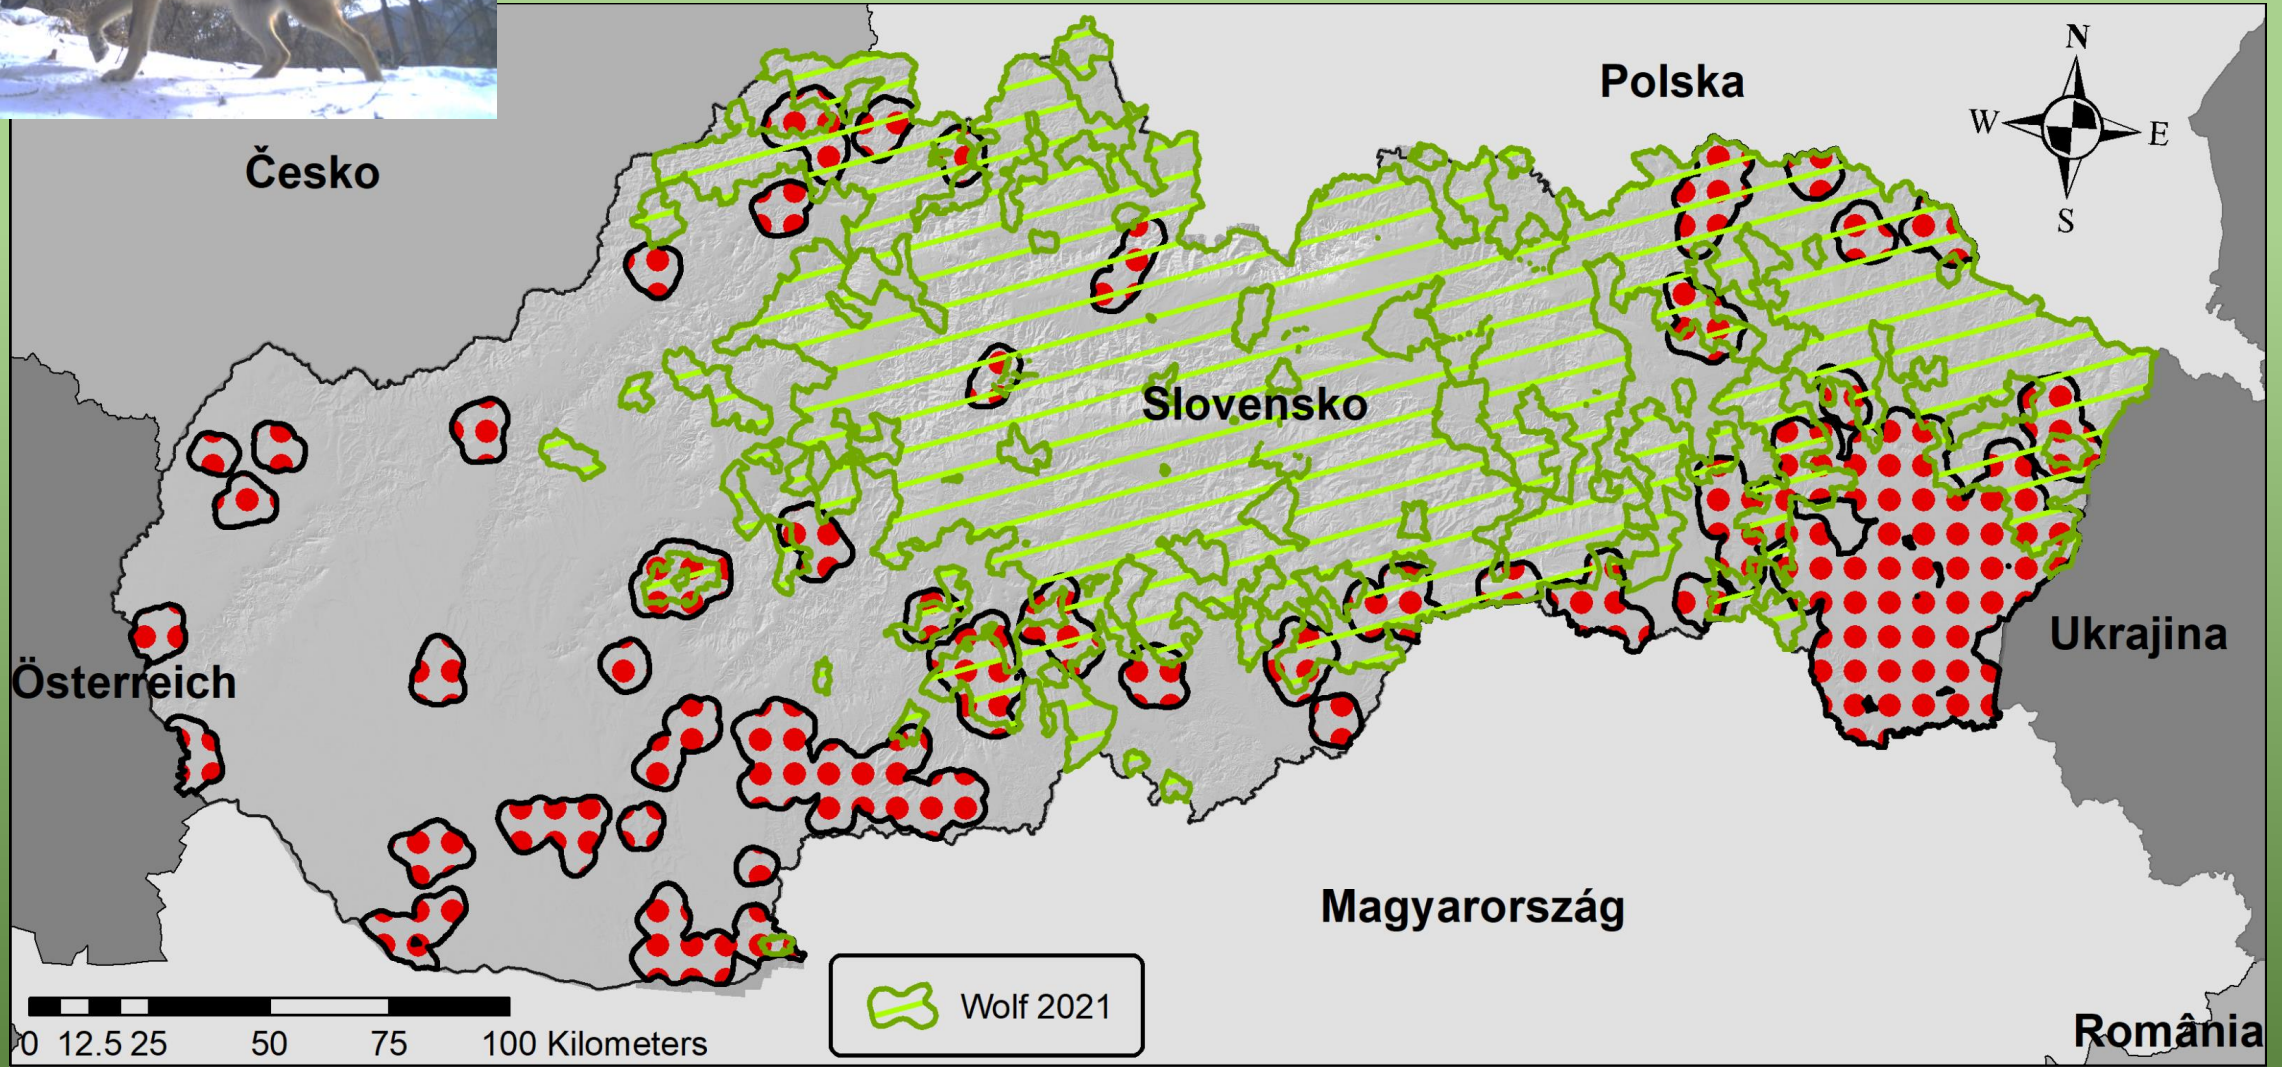 Polska
N
W
E
S
Česko
Slovensko
Ukrajina
Österreich
Magyarország
Wolf 2021
0 12.5 25 50 75 100 Kilometers
România